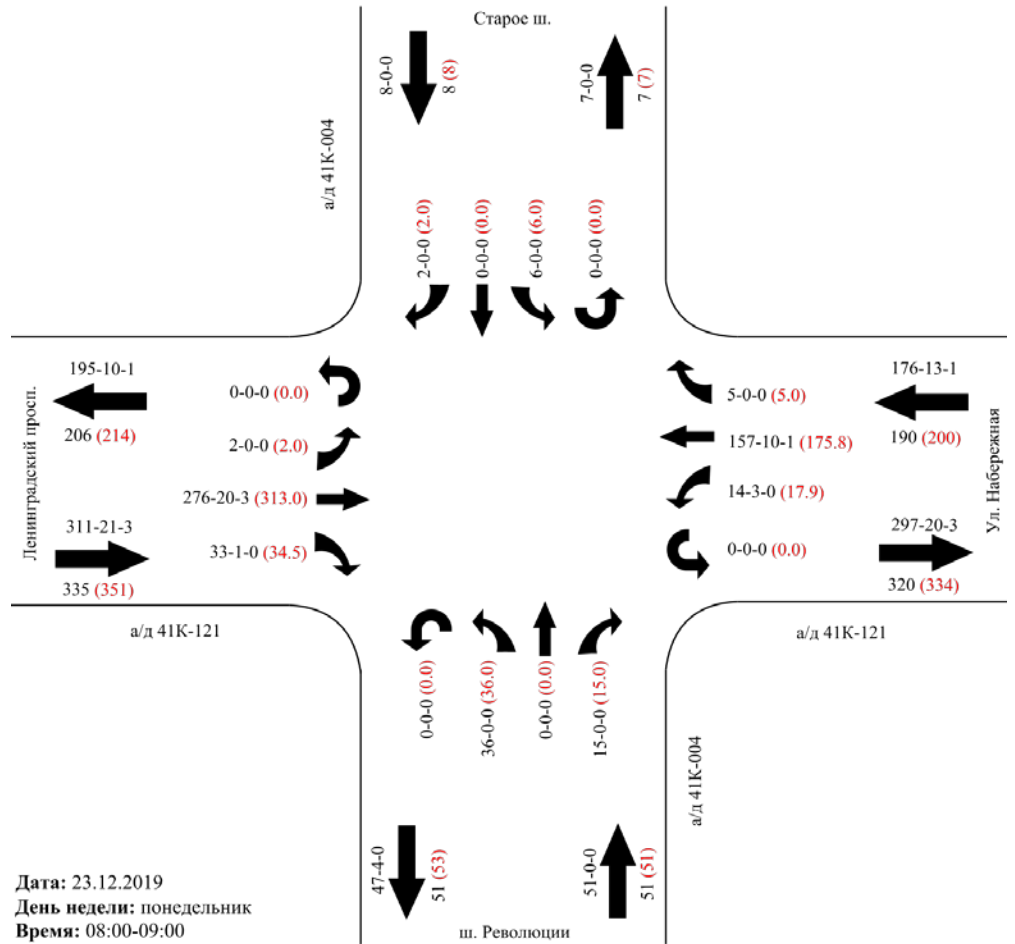 Старое ш.
8-0-0
8 (8)
7-0-0
7 (7)
а/д 41К-004
2-0-0 (2.0)
0-0-0 (0.0)
6-0-0 (6.0)
0-0-0 (0.0)
Ленинградский просп.
195-10-1
206 (214)
0-0-0 (0.0)
2-0-0 (2.0)
276-20-3 (313.0)
33-1-0 (34.5)
311-21-3
335 (351)
а/д 41К-121
5-0-0 (5.0)
157-10-1 (175.8)
14-3-0 (17.9)
0-0-0 (0.0)
176-13-1
190 (200)
297-20-3
320 (334)
Ул. Набережная
а/д 41К-121
0-0-0 (0.0)
36-0-0 (36.0)
0-0-0 (0.0)
15-0-0 (15.0)
а/д 41К-004
47-4-0
51 (53)
51-0-0
51 (51)
ш. Революции
Дата: 23.12.2019
День недели: понедельник
Время: 08:00-09:00